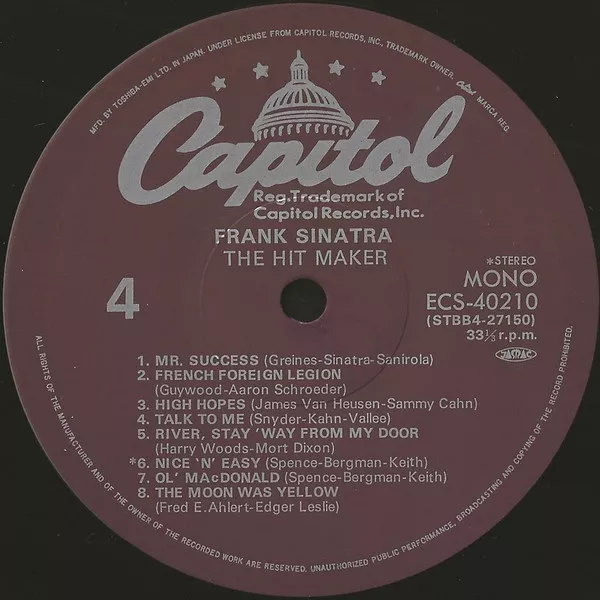 MFD. BY TOSHIBA-EMI LTD. IN JAPAN. UNDER LICENSE FROM CAPITOL RECORDS, INC., TRADEMARK OWNER. Capitol MARCA REG.
Capitol
Reg.Trademark of
Capitol Records, Inc.
FRANK SINATRA
THE HIT MAKER
4
*STEREO
MONO
ECS-40210
(STBB4-27150)
33⅓ r.p.m.
JASRAC
1. MR. SUCCESS (Greines-Sinatra-Sanirola)
2. FRENCH FOREIGN LEGION
(Guywood-Aaron Schroeder)
3. HIGH HOPES (James Van Heusen-Sammy Cahn)
4. TALK TO ME (Snyder-Kahn-Vallee)
5. RIVER, STAY 'WAY FROM MY DOOR
(Harry Woods-Mort Dixon)
*6. NICE 'N' EASY (Spence-Bergman-Keith)
7. OL' MACDONALD (Spence-Bergman-Keith)
8. THE MOON WAS YELLOW
(Fred E.Ahlert-Edger Leslie)
ALL RIGHTS OF THE MANUFACTURER AND OF THE OWNER OF THE RECORDED WORK ARE RESERVED. UNAUTHORIZED PUBLIC PERFORMANCE, BROADCASTING AND COPYING OF THE RECORD PROHIBITED.